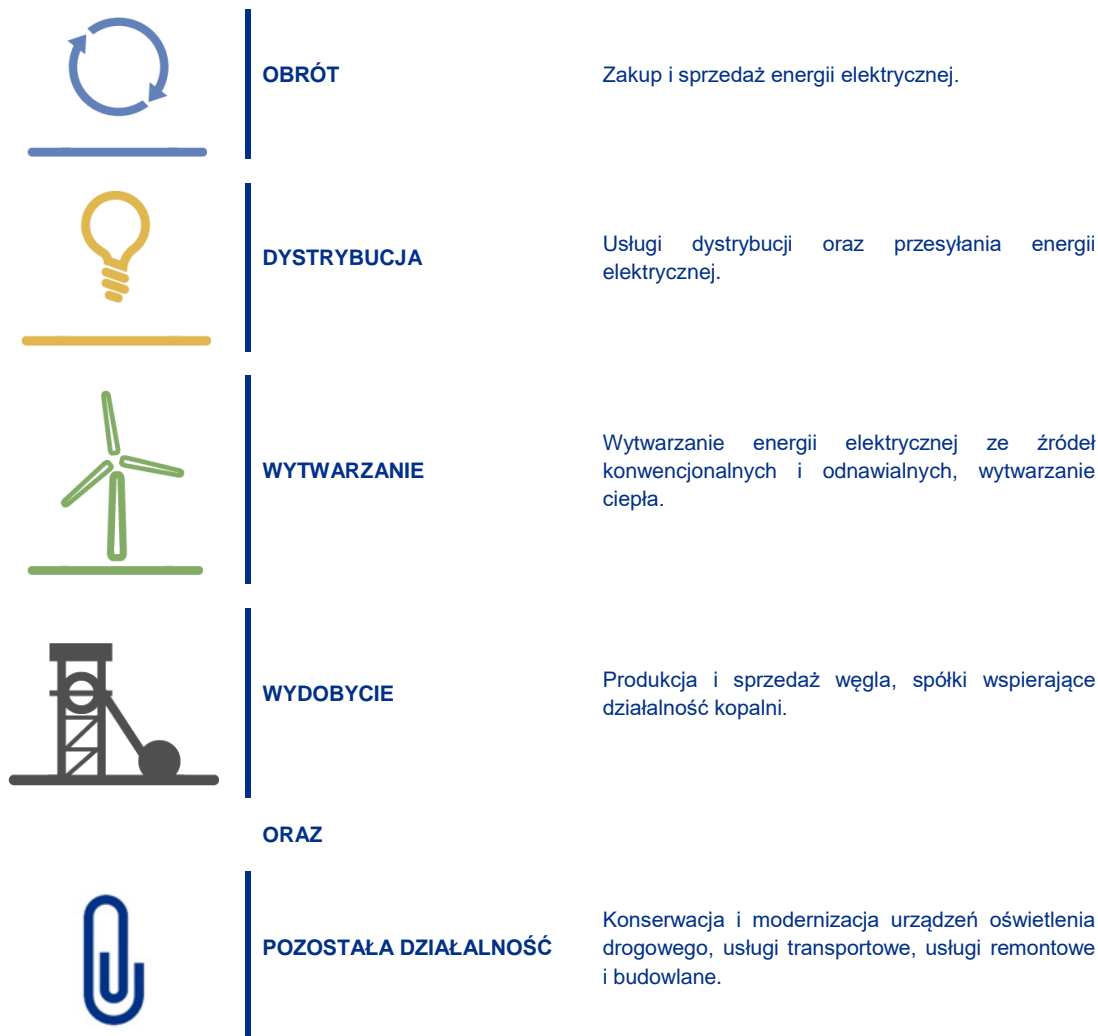 OBRÓT
Zakup i sprzedaż energii elektrycznej.
DYSTRYBUCJA
Usługi dystrybucji oraz przesyłania energii
elektrycznej.
WYTWARZANIE
Wytwarzanie energii elektrycznej ze źródeł
konwencjonalnych i odnawialnych, wytwarzanie
ciepła.
WYDOBYCIE
Produkcja i sprzedaż węgla, spółki wspierające
działalność kopalni.
ORAZ
POZOSTAŁA DZIAŁALNOŚĆ
Konserwacja i modernizacja urządzeń oświetlenia
drogowego, usługi transportowe, usługi remontowe
i budowlane.